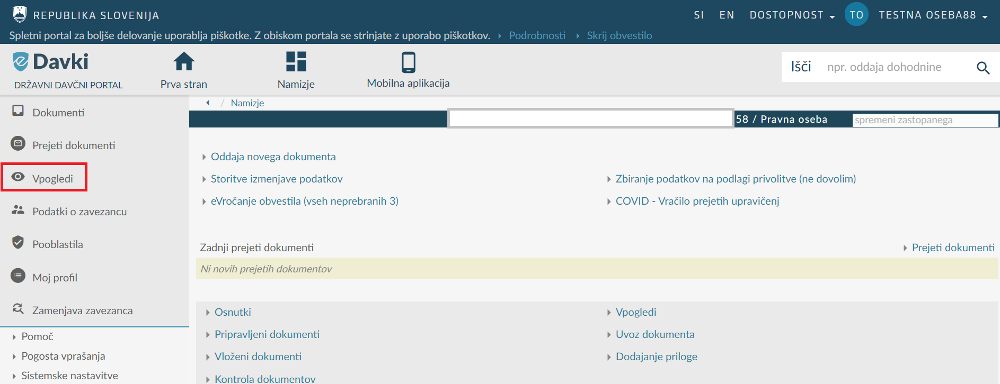 REPUBLIKA SLOVENIJA
SI EN DOSTOPNOST TO TESTNA OSEBA88
Spletni portal za boljše delovanje uporablja piškotke. Z obiskom portala se strinjate z uporabo piškotkov. Podrobnosti Skrij obvestilo
eDavki
DRŽAVNI DAVČNI PORTAL
Prva stran
Namizje
Mobilna aplikacija
Išči npr. oddaja dohodnine
Dokumenti
Prejeti dokumenti
Vpogledi
Podatki o zavezancu
Pooblastila
Moj profil
Zamenjava zavezanca
Pomoč
Pogosta vprašanja
Sistemske nastavitve
/ Namizje
58 / Pravna oseba spremeni zastopanega
Oddaja novega dokumenta
Storitve izmenjave podatkov
Zbiranje podatkov na podlagi privolitve (ne dovolim)
eVročanje obvestila (vseh neprebranih 3)
COVID - Vračilo prejetih upravičenj
Zadnji prejeti dokumenti
Prejeti dokumenti
Ni novih prejetih dokumentov
Osnutki
Vpogledi
Pripravljeni dokumenti
Uvoz dokumenta
Vloženi dokumenti
Dodajanje priloge
Kontrola dokumentov